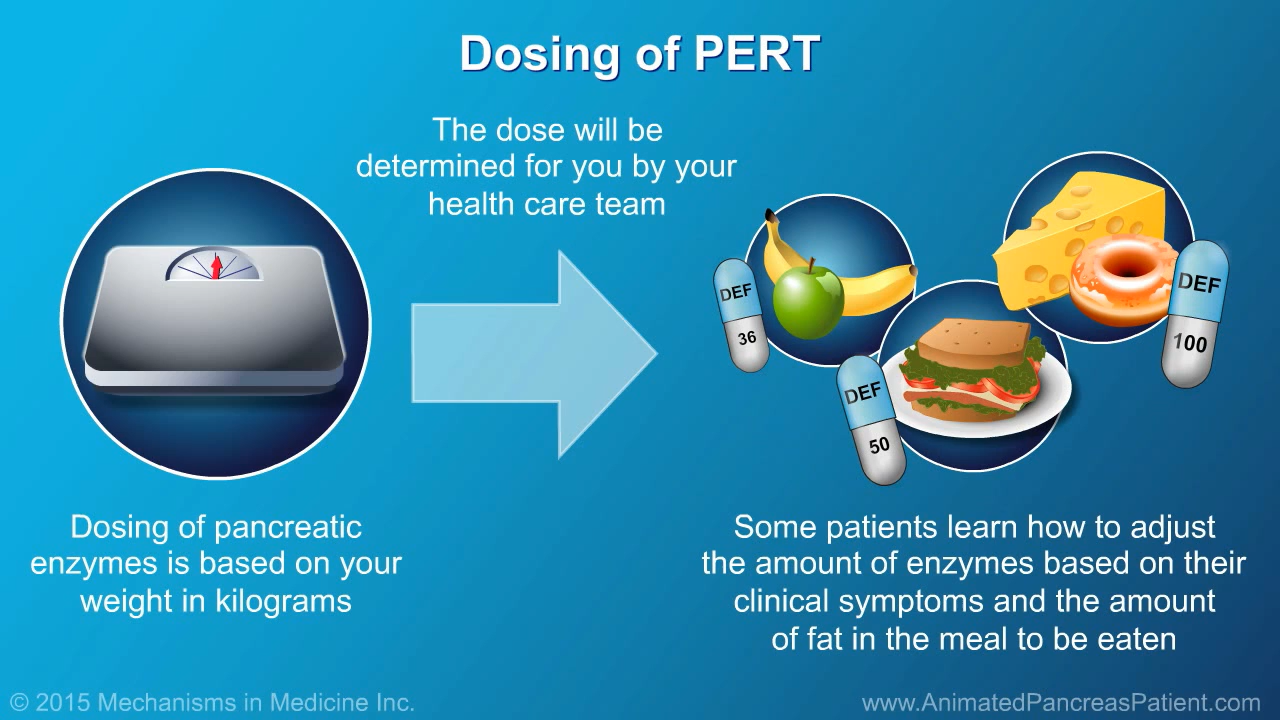 Dosing of PERT
The dose will be
determined for you by your
health care team
DEF
36
DEF
50
DEF
100
Dosing of pancreatic
enzymes is based on your
weight in kilograms
Some patients learn how to adjust
the amount of enzymes based on their
clinical symptoms and the amount
of fat in the meal to be eaten
© 2015 Mechanisms in Medicine Inc.
www.AnimatedPancreasPatient.com